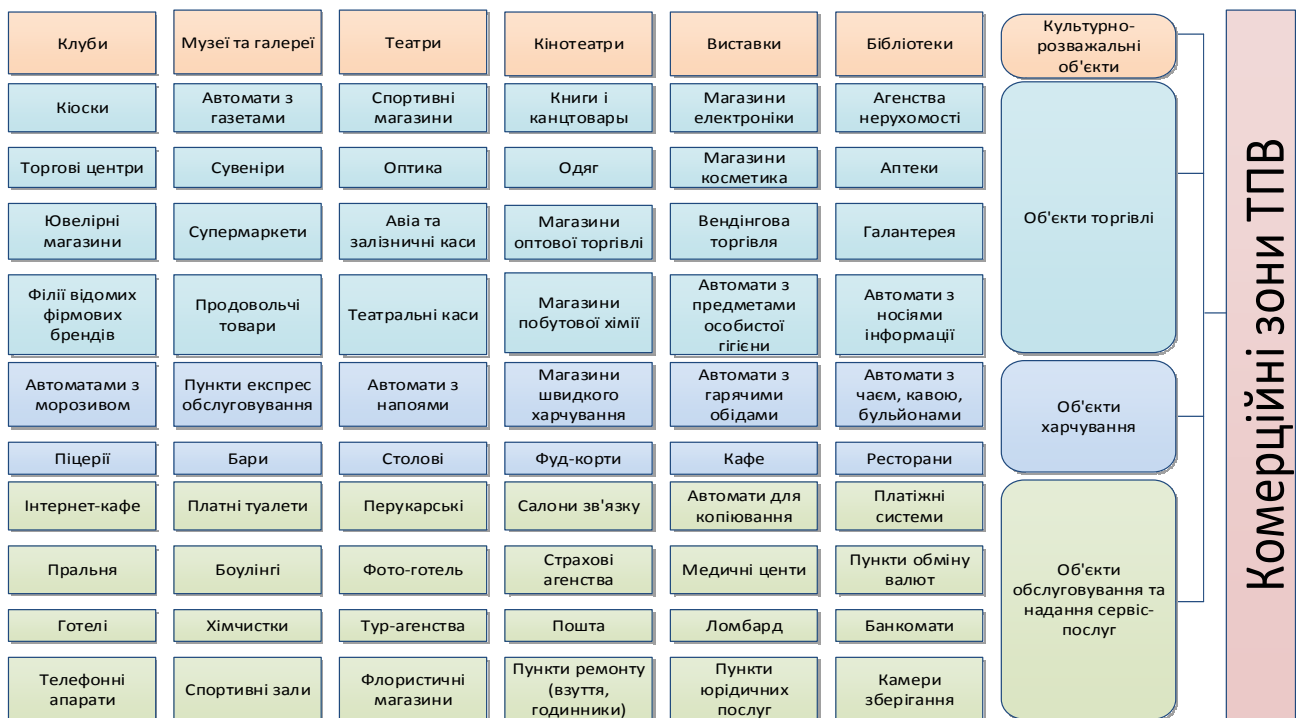 Клуби
Музеї та галереї
Театри
Кінотеатри
Виставки
Бібліотеки
Культурно-
розважальні
об'єкти
Кіоски
Автомати з
газетами
Спортивні
магазини
Книги і
канцтовары
Магазини
електроніки
Агенства
нерухомості
Торгові центри
Сувеніри
Оптика
Одяг
Магазини
косметика
Аптеки
Ювелірні
магазини
Супермаркети
Авіа та
залізничні каси
Магазини
оптової торгівлі
Вендінгова
торгівля
Галантерея
Філії відомих
фірмових
брендів
Продовольчі
товари
Театральні каси
Магазини
побутової хімії
Автомати з
предметами
особистої
гігієни
Автомати з
носіями
інформації
Об'єкти торгівлі
Автоматами з
морозивом
Пункти експрес
обслуговування
Автомати з
напоями
Магазини
швидкого
харчування
Автомати з
гарячими
обідами
Автомати з
чаєм, кавою,
бульйонами
Піцерії
Бари
Столові
Фуд-корти
Кафе
Ресторани
Об'єкти
харчування
Інтернет-кафе
Платні туалети
Перукарські
Салони зв'язку
Автомати для
копіювання
Платіжні
системи
Пральня
Боулінгі
Фото-готель
Страхові
агенства
Медичні центи
Пункти обміну
валют
Готелі
Хімчистки
Тур-агенства
Пошта
Ломбард
Банкомати
Телефонні
апарати
Спортивні зали
Флористичні
магазини
Пункти ремонту
(взуття,
годинники)
Пункти
юридичних
послуг
Камери
зберігання
Об'єкти
обслуговування та
надання сервіс-
послуг
Комерційні зони ТПВ